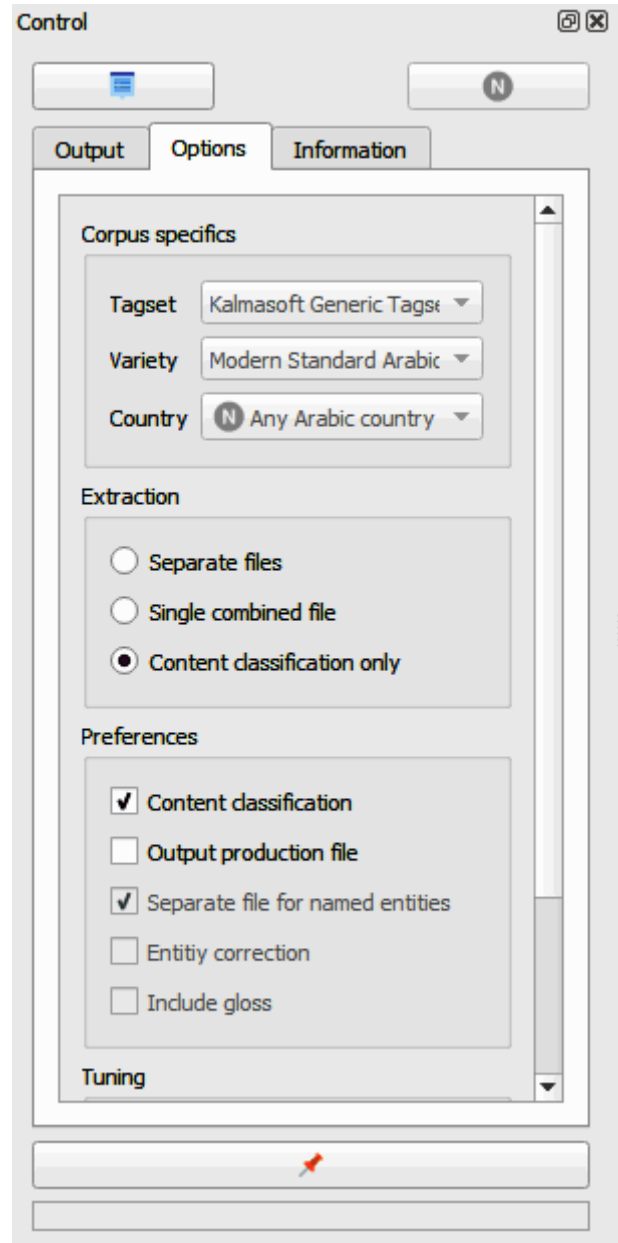 Control
N
Output Options Information
Corpus specifics
Tagset Kalmasoft Generic Tagse
Variety Modern Standard Arabic
Country N Any Arabic country
Extraction
Separate files
Single combined file
Content classification only
Preferences
Content classification
Output production file
Separate file for named entities
Entitiy correction
Include gloss
Tuning